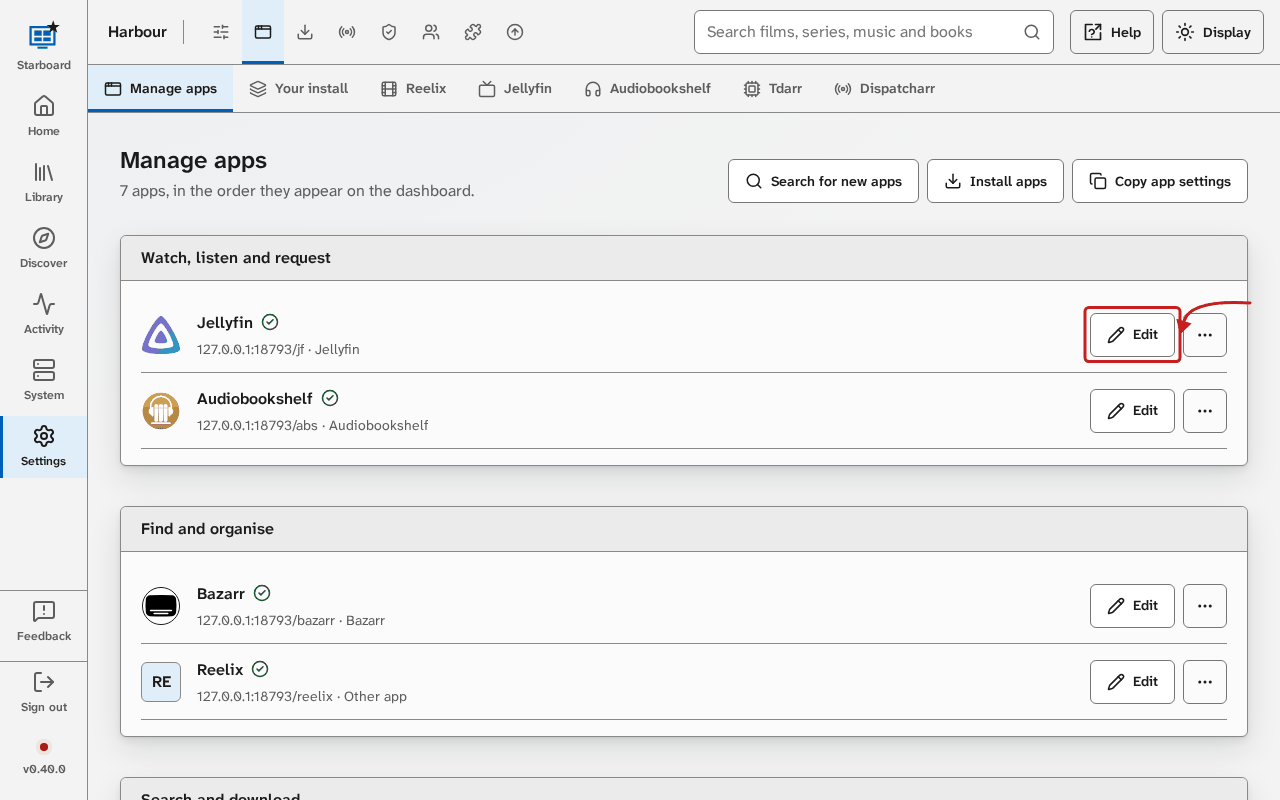 Starboard
Home
Library
Discover
Activity
System
Settings
Feedback
Sign out
v0.40.0
Harbour
Search films, series, music and books
Help
Display
Manage apps
Your install
Reelix
Jellyfin
Audiobookshelf
Tdarr
Dispatcharr
Manage apps
7 apps, in the order they appear on the dashboard.
Search for new apps
Install apps
Copy app settings
Watch, listen and request
Jellyfin
127.0.0.1:18793/jf · Jellyfin
Edit
Audiobookshelf
127.0.0.1:18793/abs · Audiobookshelf
Edit
Find and organise
Bazarr
127.0.0.1:18793/bazarr · Bazarr
Edit
RE
Reelix
127.0.0.1:18793/reelix · Other app
Edit
Search and download